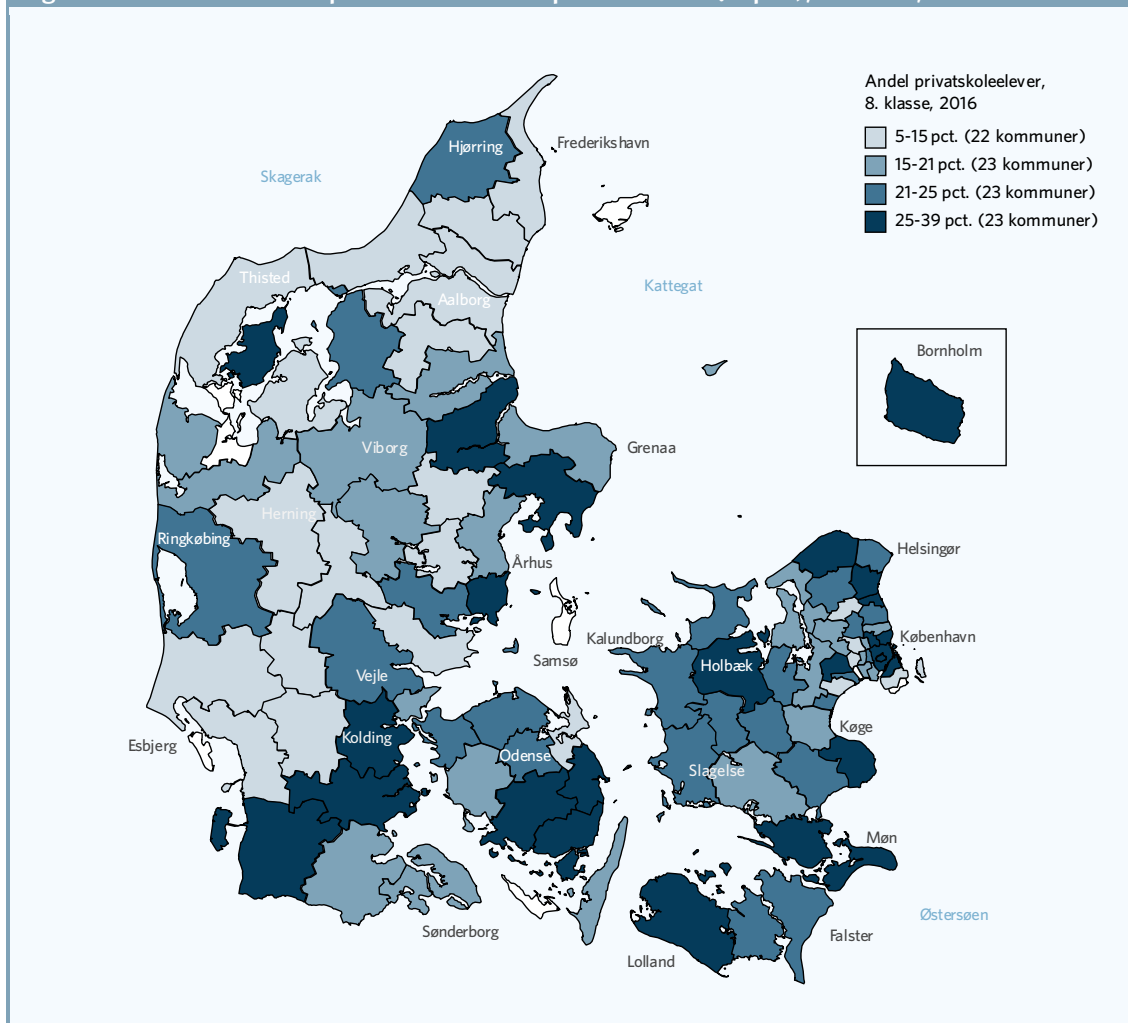 Andel privatskoleelever,
8. klasse, 2016
5-15 pct. (22 kommuner)
15-21 pct. (23 kommuner)
21-25 pct. (23 kommuner)
25-39 pct. (23 kommuner)
Hjørring
Frederikshavn
Skagerak
Thisted
Aalborg
Kattegat
Bornholm
Viborg
Grenaa
Herning
Ringkøbing
Helsingør
Århus
Kalundborg
København
Samsø
Holbæk
Vejle
Køge
Esbjerg
Kolding
Odense
Slagelse
Møn
Østersøen
Sønderborg
Falster
Lolland